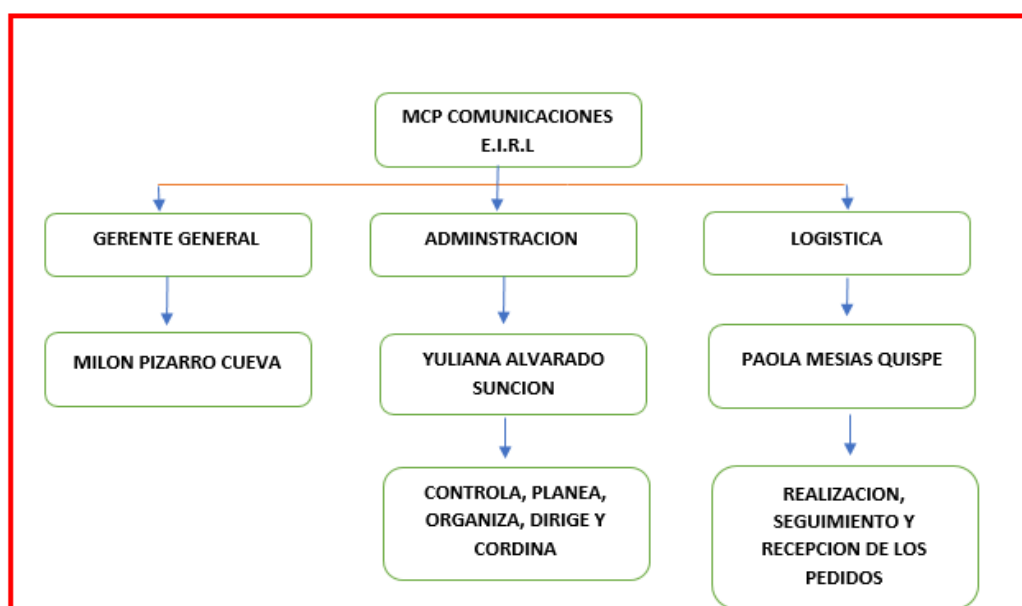 MCP COMUNICACIONES
E.I.R.L
GERENTE GENERAL
ADMINSTRACION
LOGISTICA
MILON PIZARRO CUEVA
YULIANA ALVARADO
SUNCION
PAOLA MESIAS QUISPE
CONTROLA, PLANEA,
ORGANIZA, DIRIGE Y
CORDINA
REALIZACION,
SEGUIMIENTO Y
RECEPCION DE LOS
PEDIDOS